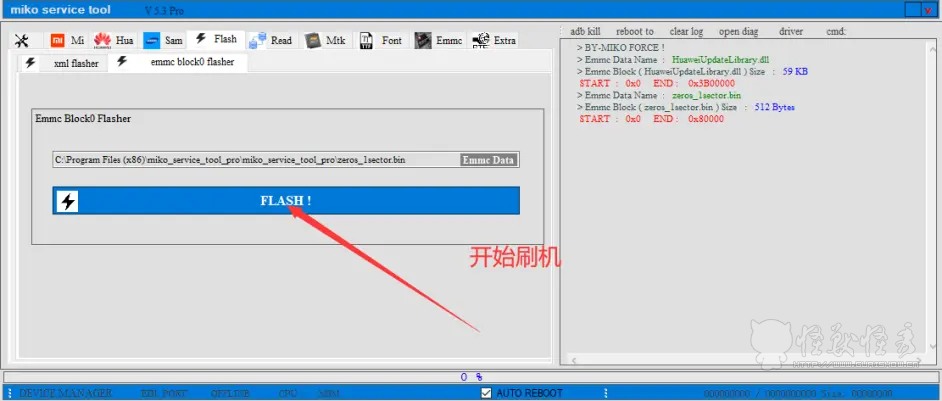 miko service tool V 5.3 Pro
Mi Hua Sam Flash Read Mtk Font Emmc Extra
xml flasher emmc block0 flasher
Emmc Block0 Flasher
C:\Program Files (x86)\miko_service_tool_pro\miko_service_tool_pro\zeros_1sector.bin Emmc Data
FLASH !
开始刷机
adb kill reboot to clear log open diag driver cmd:
> BY-MIKO FORCE !
> Emmc Data Name : HuaweiUpdateLibrary.dll
> Emmc Block ( HuaweiUpdateLibrary.dll ) Size : 59 KB
START : 0x0 END : 0x3B00000
> Emmc Data Name : zeros_1sector.bin
> Emmc Block ( zeros_1sector.bin ) Size : 512 Bytes
START : 0x0 END : 0x80000
0 %
DEVICE MANAGER EDL PORT OFFLINE CPU MSM AUTO REBOOT 00000000 / 0000000000 Size: 00000000